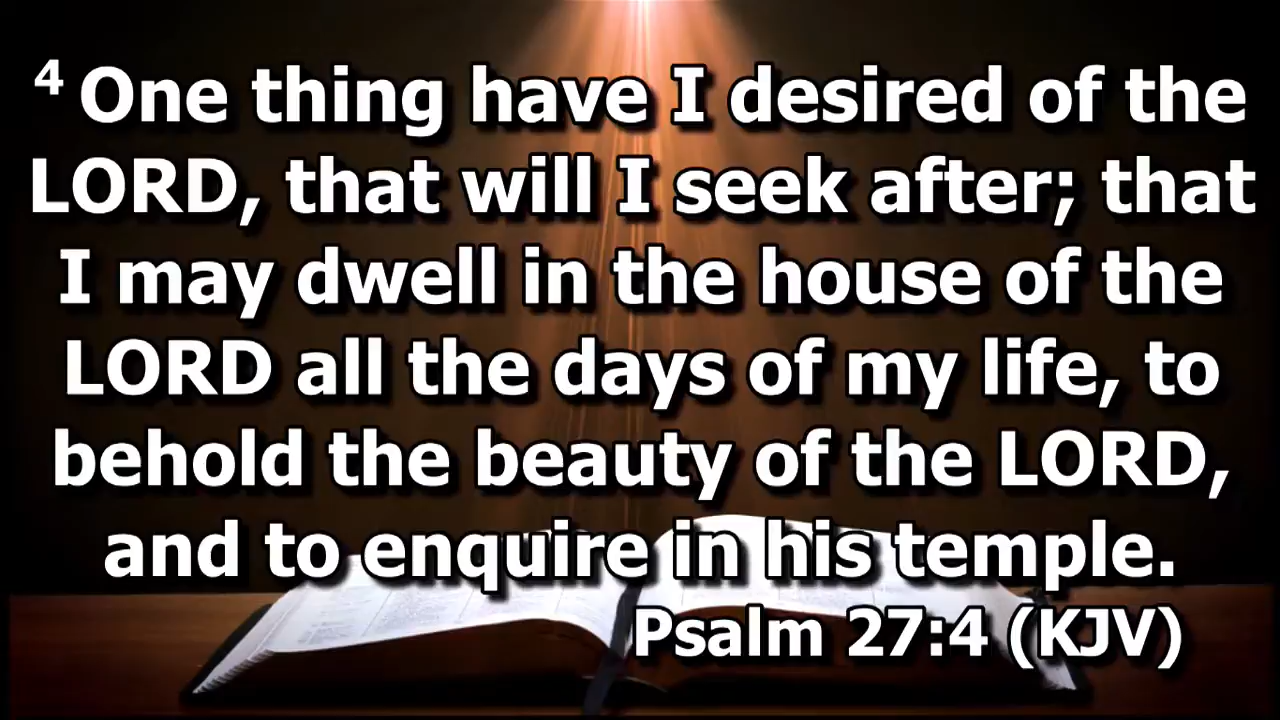 4 One thing have I desired of the
LORD, that will I seek after; that
I may dwell in the house of the
LORD all the days of my life, to
behold the beauty of the LORD,
and to enquire in his temple.
Psalm 27:4 (KJV)